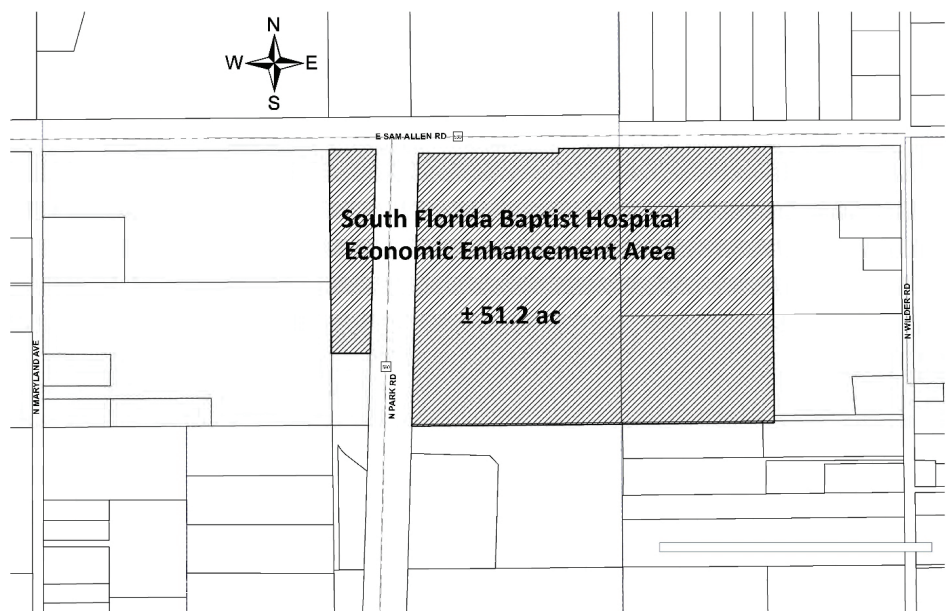 N
W E
S
E SAM ALLEN RD
South Florida Baptist Hospital
Economic Enhancement Area
± 51.2 ac
N MARYLAND AVE
N PARK RD
N WILDER RD